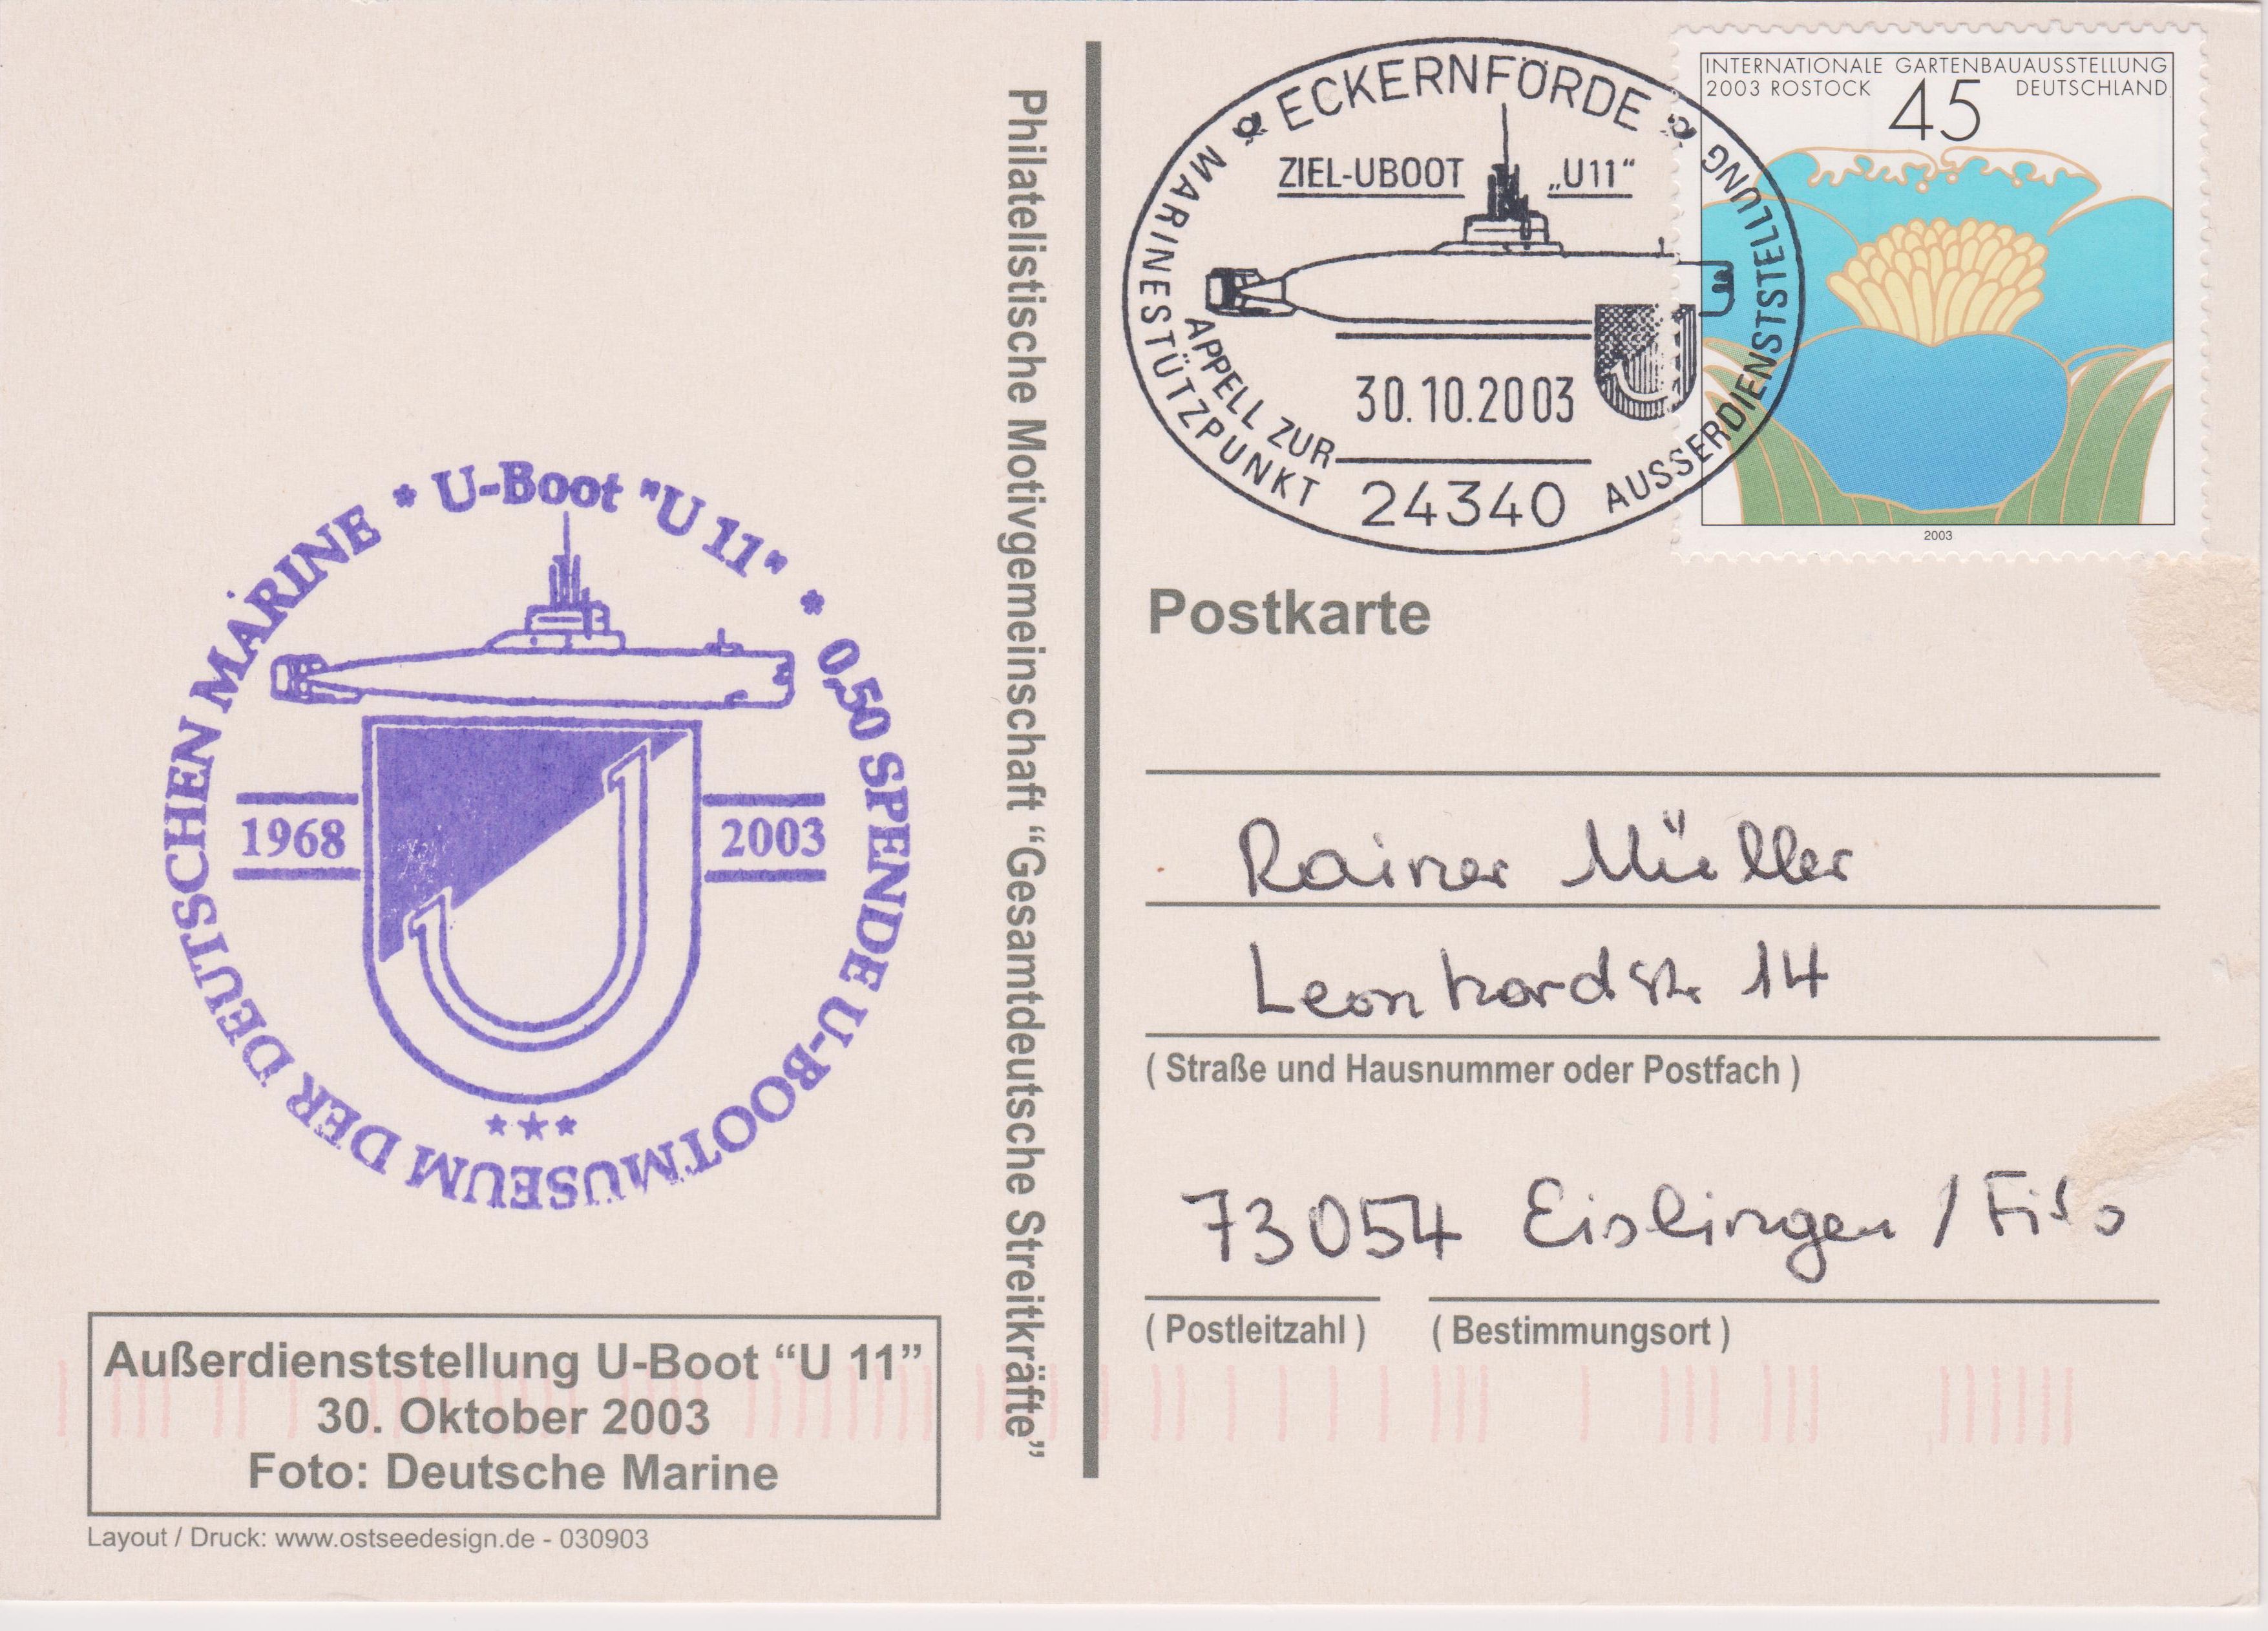 INTERNATIONALE GARTENBAUAUSSTELLUNG
2003 ROSTOCK 45 DEUTSCHLAND
2003
ECKERNFÖRDE
ZIEL-UBOOT „U11“
MARINESTÜTZPUNKT
APPELL ZUR AUSSERDIENSTSTELLUNG
30.10.2003
24340
Philatelistische Motivgemeinschaft “Gesamtdeutsche Streitkräfte”
* U-Boot "U 11" * 0,50 SPENDE U-BOOTMUSEUM DER DEUTSCHEN MARINE
1968 2003
***
Postkarte
Rainer Müller
Leonhardstr 14
( Straße und Hausnummer oder Postfach )
73054 Eislingen / Fils
( Postleitzahl ) ( Bestimmungsort )
Außerdienststellung U-Boot “U 11”
30. Oktober 2003
Foto: Deutsche Marine
Layout / Druck: www.ostseedesign.de - 030903